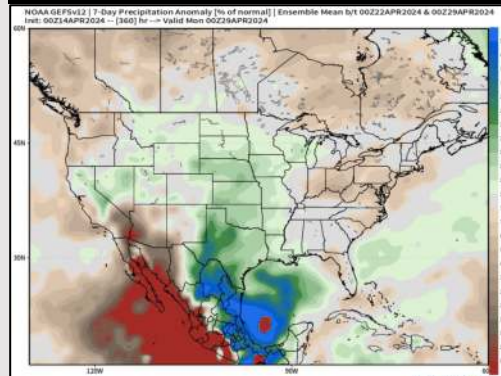 NOAA GEFSv12 | 7-Day Precipitation Anomaly [% of normal] | Ensemble Mean b/t 00Z22APR2024 & 00Z29APR2024
Init: 00Z14APR2024 -- [360] hr --> Valid Mon 00Z29APR2024
60N
45N
35N
120W
90W